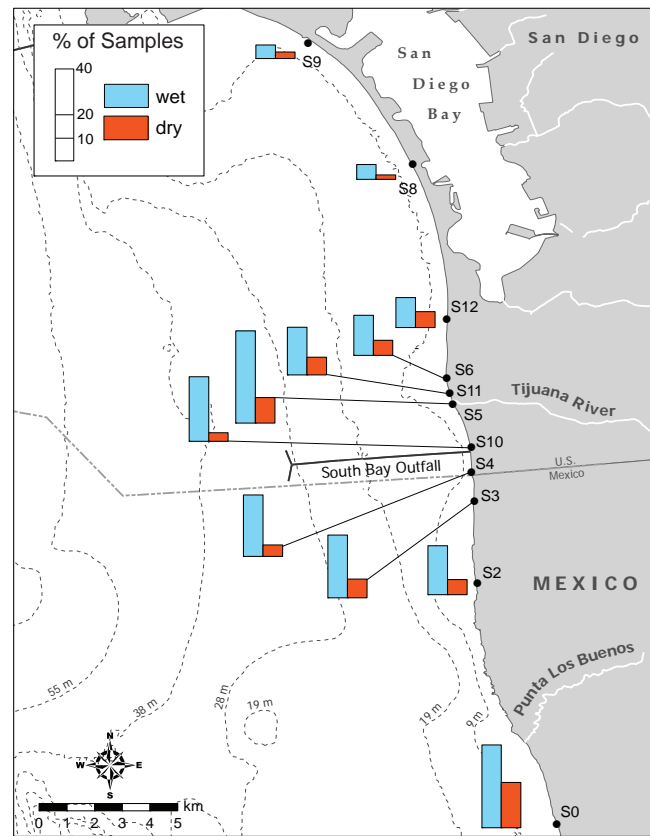 % of Samples
40
20
10
wet
dry
San
Diego
Bay
San Diego
S9
S8
S12
S6
S11
S5
Tijuana River
S10
South Bay Outfall
S4
U.S.
Mexico
S3
S2
MEXICO
Punta Los Buenos
55 m
38 m
28 m
19 m
19 m
9 m
N
W E
S
km
0 1 2 3 4 5
S0